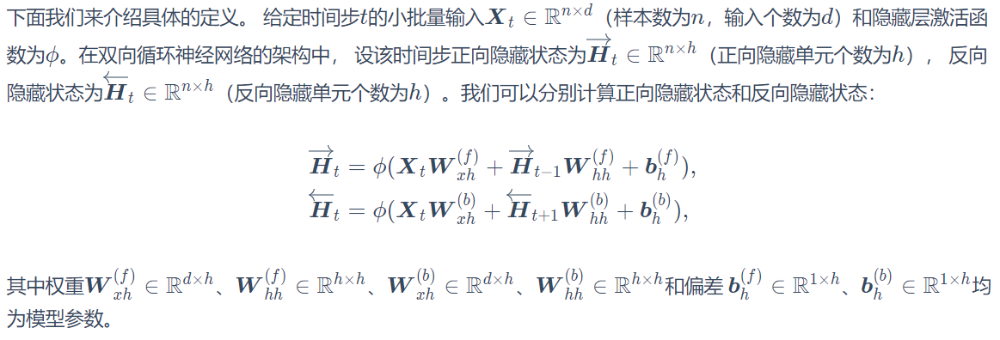 下面我们来介绍具体的定义。 给定时间步$t$的小批量输入$\boldsymbol{X}_t \in \mathbb{R}^{n \times d}$（样本数为$n$，输入个数为$d$）和隐藏层激活函
数为$\phi$。在双向循环神经网络的架构中， 设该时间步正向隐藏状态为$\overrightarrow{\boldsymbol{H}}_t \in \mathbb{R}^{n \times h}$（正向隐藏单元个数为$h$），反向
隐藏状态为$\overleftarrow{\boldsymbol{H}}_t \in \mathbb{R}^{n \times h}$（反向隐藏单元个数为$h$）。我们可以分别计算正向隐藏状态和反向隐藏状态：
$\overrightarrow{\boldsymbol{H}}_t = \phi(\boldsymbol{X}_t \boldsymbol{W}_{xh}^{(f)} + \overrightarrow{\boldsymbol{H}}_{t-1} \boldsymbol{W}_{hh}^{(f)} + \boldsymbol{b}_h^{(f)}),$
$\overleftarrow{\boldsymbol{H}}_t = \phi(\boldsymbol{X}_t \boldsymbol{W}_{xh}^{(b)} + \overleftarrow{\boldsymbol{H}}_{t+1} \boldsymbol{W}_{hh}^{(b)} + \boldsymbol{b}_h^{(b)}),$
其中权重$\boldsymbol{W}_{xh}^{(f)} \in \mathbb{R}^{d \times h}$、$\boldsymbol{W}_{hh}^{(f)} \in \mathbb{R}^{h \times h}$、$\boldsymbol{W}_{xh}^{(b)} \in \mathbb{R}^{d \times h}$、$\boldsymbol{W}_{hh}^{(b)} \in \mathbb{R}^{h \times h}$和偏差 $\boldsymbol{b}_h^{(f)} \in \mathbb{R}^{1 \times h}$、$\boldsymbol{b}_h^{(b)} \in \mathbb{R}^{1 \times h}$均
为模型参数。